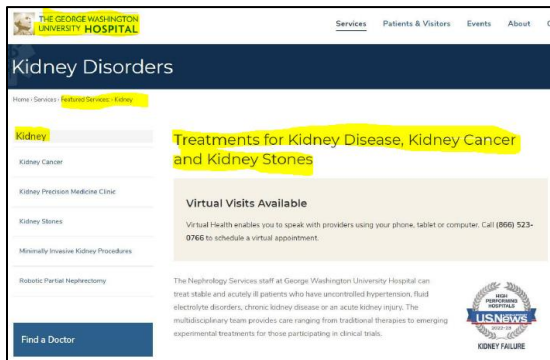 THE GEORGE WASHINGTON
UNIVERSITY HOSPITAL
Services Patients & Visitors Events About
Kidney Disorders
Home › Services › Featured Services › Kidney
Kidney
Kidney Cancer
Kidney Precision Medicine Clinic
Kidney Stones
Minimally Invasive Kidney Procedures
Robotic Partial Nephrectomy
Find a Doctor
Treatments for Kidney Disease, Kidney Cancer
and Kidney Stones
Virtual Visits Available
Virtual Health enables you to speak with providers using your phone, tablet or computer. Call (866) 523-
0766 to schedule a virtual appointment.
The Nephrology Services staff at George Washington University Hospital can
treat stable and acutely ill patients who have uncontrolled hypertension, fluid
electrolyte disorders, chronic kidney disease or an acute kidney injury. The
multidisciplinary team provides care ranging from traditional therapies to emerging
experimental treatments for those participating in clinical trials.
HIGH
PERFORMING
HOSPITALS
U.S.News
2022-23
KIDNEY FAILURE